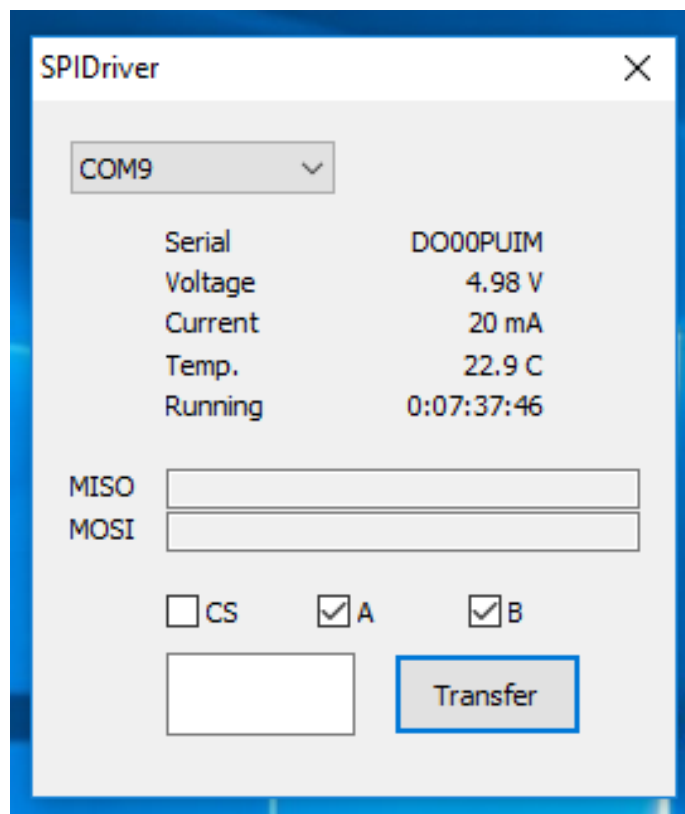 SPIDriver
COM9
Serial DO00PUIM
Voltage 4.98 V
Current 20 mA
Temp. 22.9 C
Running 0:07:37:46
MISO
MOSI
CS A B
Transfer